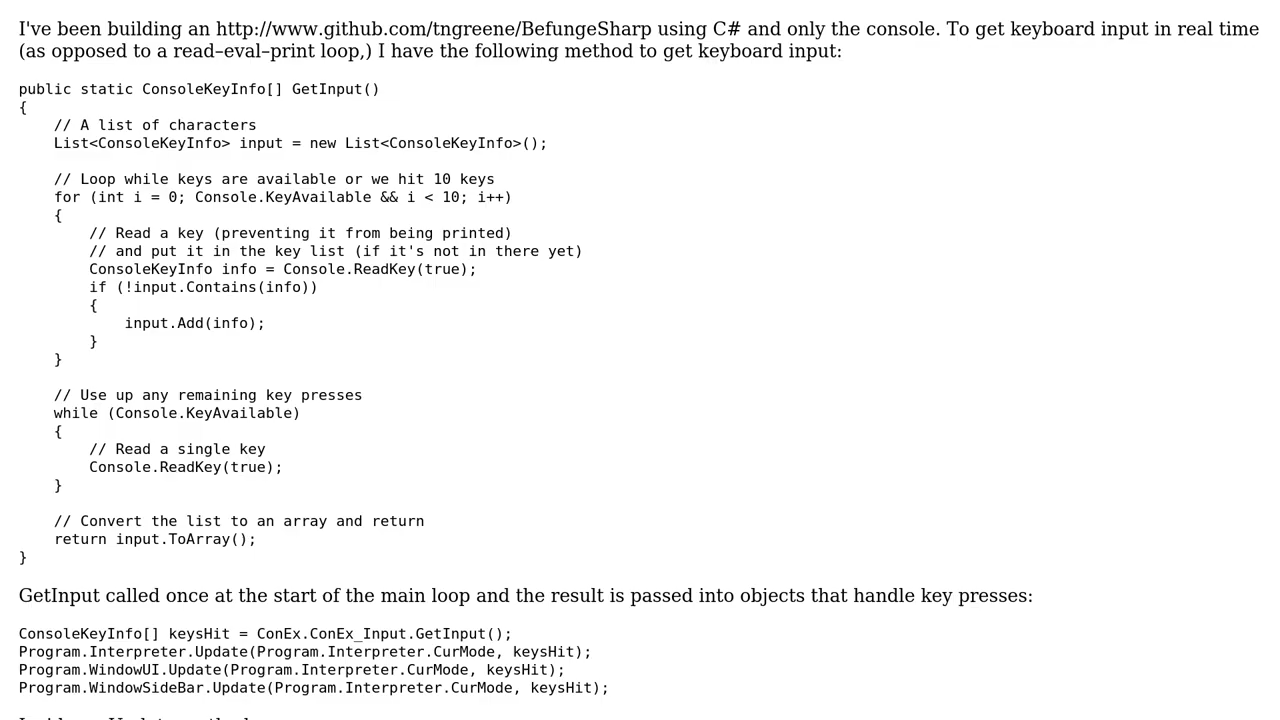 I've been building an http://www.github.com/tngreene/BefungeSharp using C# and only the console. To get keyboard input in real time
(as opposed to a read–eval–print loop,) I have the following method to get keyboard input:
public static ConsoleKeyInfo[] GetInput()
{
    // A list of characters
    List<ConsoleKeyInfo> input = new List<ConsoleKeyInfo>();

    // Loop while keys are available or we hit 10 keys
    for (int i = 0; Console.KeyAvailable && i < 10; i++)
    {
        // Read a key (preventing it from being printed)
        // and put it in the key list (if it's not in there yet)
        ConsoleKeyInfo info = Console.ReadKey(true);
        if (!input.Contains(info))
        {
            input.Add(info);
        }
    }

    // Use up any remaining key presses
    while (Console.KeyAvailable)
    {
        // Read a single key
        Console.ReadKey(true);
    }

    // Convert the list to an array and return
    return input.ToArray();
}
GetInput called once at the start of the main loop and the result is passed into objects that handle key presses:
ConsoleKeyInfo[] keysHit = ConEx.ConEx_Input.GetInput();
Program.Interpreter.Update(Program.Interpreter.CurMode, keysHit);
Program.WindowUI.Update(Program.Interpreter.CurMode, keysHit);
Program.WindowSideBar.Update(Program.Interpreter.CurMode, keysHit);